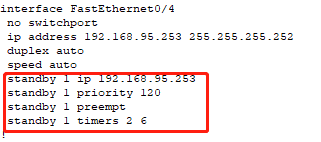 interface FastEthernet0/4
no switchport
ip address 192.168.95.253 255.255.255.252
duplex auto
speed auto
standby 1 ip 192.168.95.253
standby 1 priority 120
standby 1 preempt
standby 1 timers 2 6
!